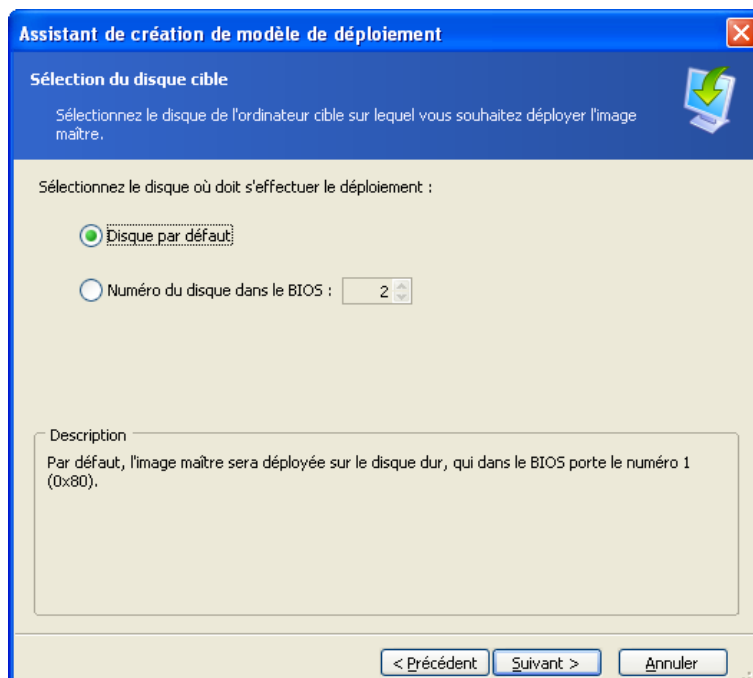 Assistant de création de modèle de déploiement
Sélection du disque cible
Sélectionnez le disque de l'ordinateur cible sur lequel vous souhaitez déployer l'image
maître.
Sélectionnez le disque où doit s'effectuer le déploiement :
Disque par défaut
Numéro du disque dans le BIOS : 2
Description
Par défaut, l'image maître sera déployée sur le disque dur, qui dans le BIOS porte le numéro 1
(0x80).
< Précédent Suivant > Annuler